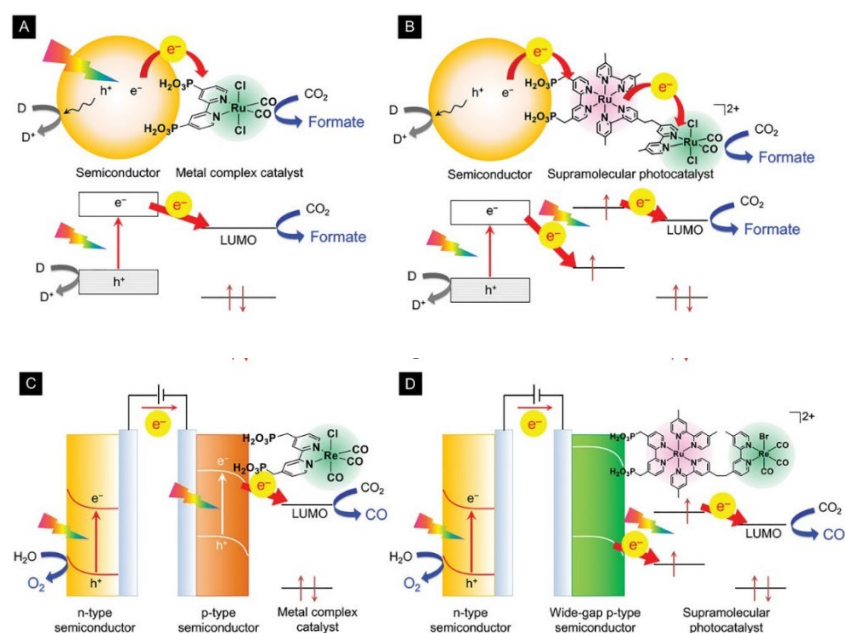 A
e⁻
h⁺
e⁻
D
D⁺
H₂O₃P
H₂O₃P
N
N
Ru
Cl
CO
CO
Cl
CO₂
Formate
Semiconductor Metal complex catalyst
e⁻
e⁻
CO₂
LUMO
Formate
D
D⁺
h⁺
B
e⁻
h⁺
e⁻
D
D⁺
H₂O₃P
H₂O₃P
N
N
N
Ru
N
N
N
e⁻
2+
N
N
Ru
Cl
CO
CO
Cl
CO₂
Formate
Semiconductor Supramolecular photocatalyst
e⁻
e⁻
e⁻
CO₂
LUMO
Formate
D
D⁺
h⁺
C
e⁻
H₂O₃P
H₂O₃P
N
N
Re
Cl
CO
CO
CO
e⁻
e⁻
e⁻
CO₂
LUMO
CO
H₂O
O₂
h⁺
h⁺
n-type
semiconductor
p-type
semiconductor
Metal complex
catalyst
D
e⁻
H₂O₃P
H₂O₃P
N
N
N
Ru
N
N
N
2+
N
N
Re
Br
CO
CO
CO
e⁻
e⁻
e⁻
CO₂
LUMO
CO
H₂O
O₂
h⁺
n-type
semiconductor
Wide-gap p-type
semiconductor
Supramolecular
photocatalyst